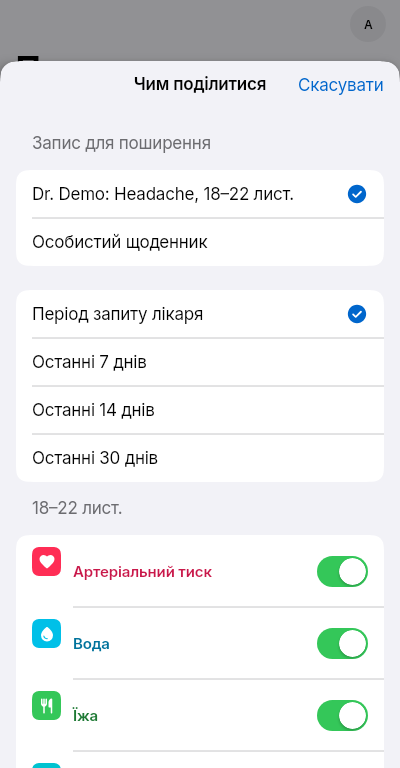 A
Чим поділитися
Скасувати
Запис для поширення
Dr. Demo: Headache, 18–22 лист.
Особистий щоденник
Період запиту лікаря
Останні 7 днів
Останні 14 днів
Останні 30 днів
18–22 лист.
Артеріальний тиск
Вода
Їжа